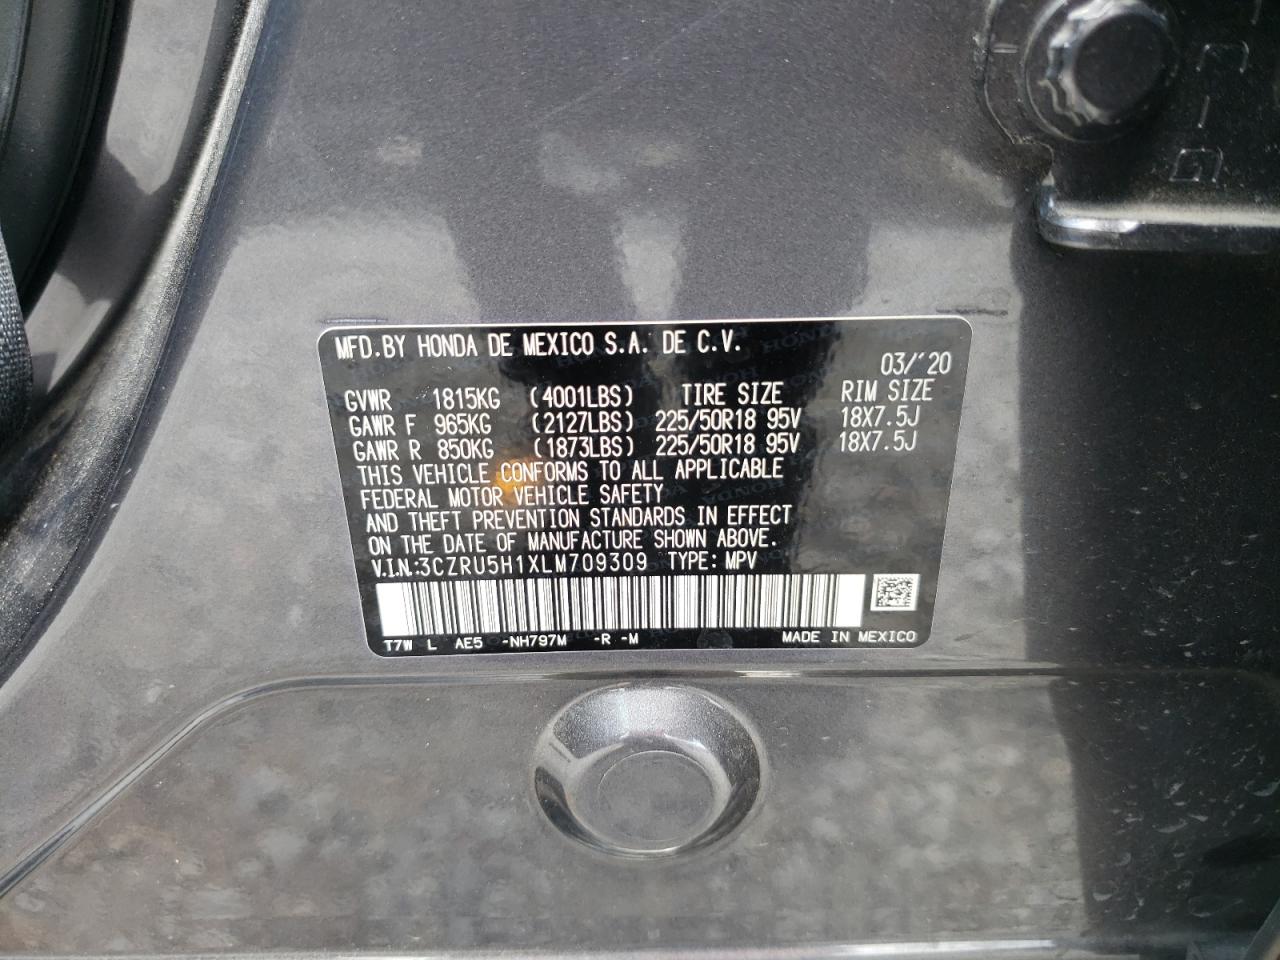 MFD.BY HONDA DE MEXICO S.A. DE C.V.
03/'20
GVWR 1815KG (4001LBS) TIRE SIZE RIM SIZE
GAWR F 965KG (2127LBS) 225/50R18 95V 18X7.5J
GAWR R 850KG (1873LBS) 225/50R18 95V 18X7.5J
THIS VEHICLE CONFORMS TO ALL APPLICABLE
FEDERAL MOTOR VEHICLE SAFETY
AND THEFT PREVENTION STANDARDS IN EFFECT
ON THE DATE OF MANUFACTURE SHOWN ABOVE.
V.I.N.:3CZRU5H1XLM709309 TYPE: MPV
T7W L AE5 -NH797M -R -M MADE IN MEXICO